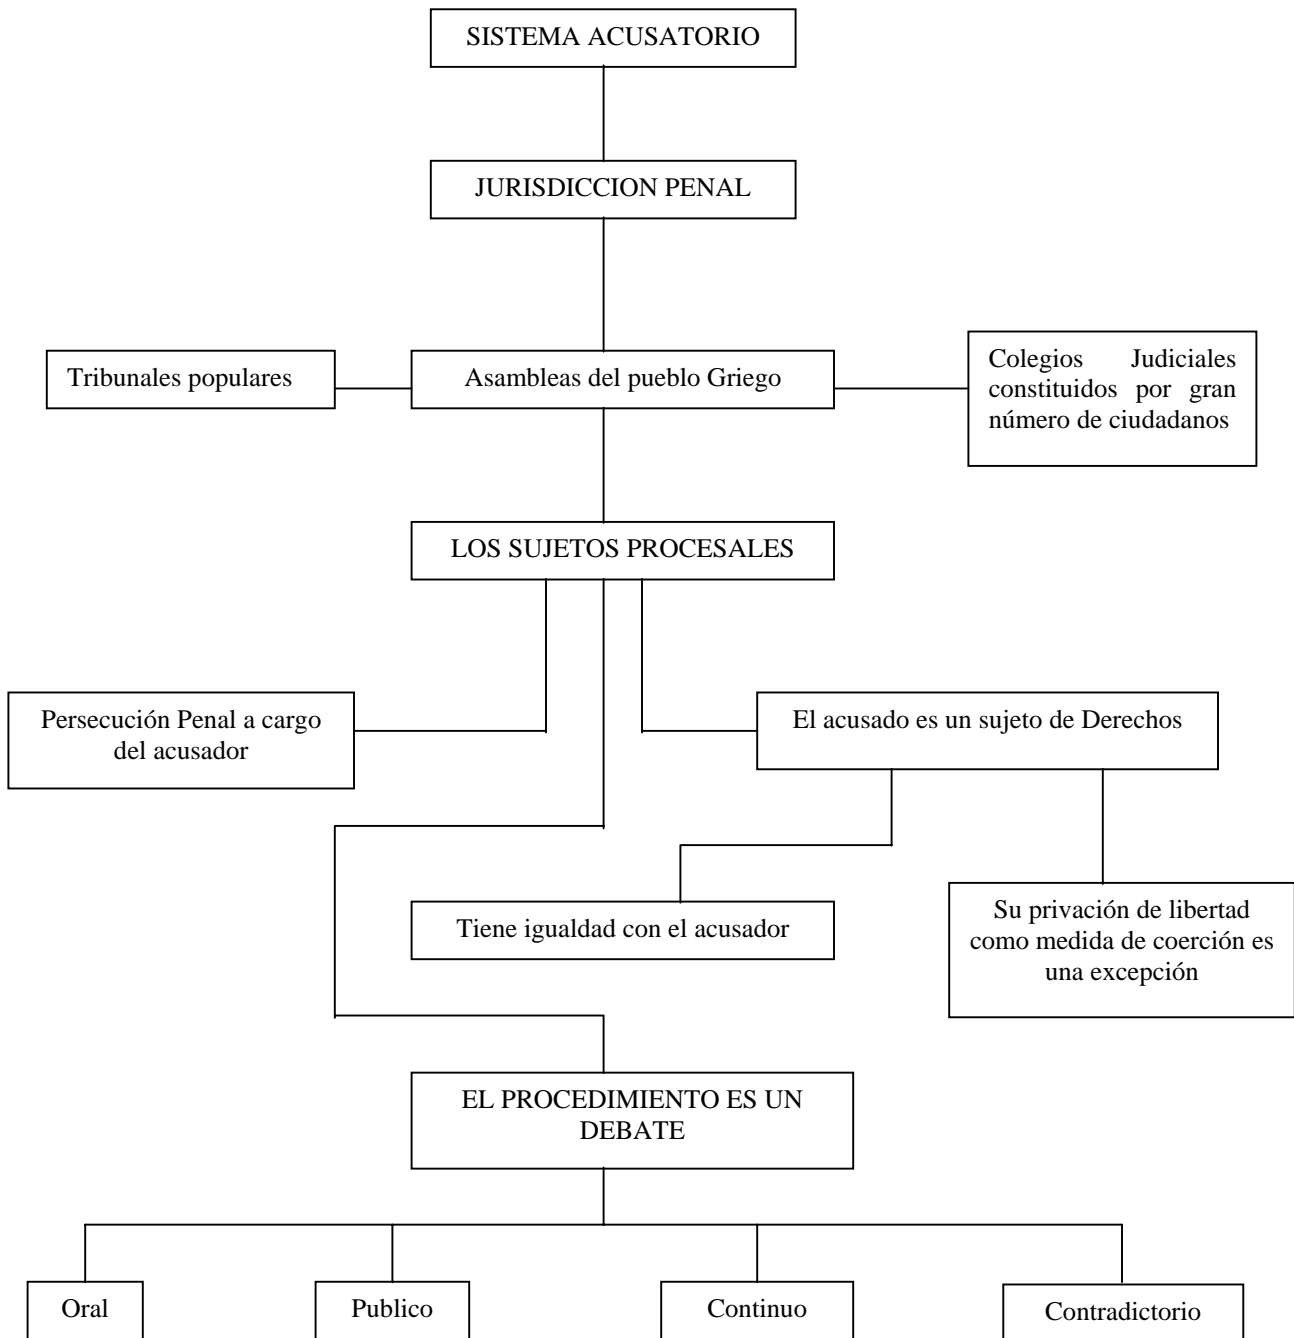 SISTEMA ACUSATORIO
JURISDICCION PENAL
Tribunales populares
Asambleas del pueblo Griego
Colegios Judiciales
constituidos por gran
número de ciudadanos
LOS SUJETOS PROCESALES
Persecución Penal a cargo
del acusador
El acusado es un sujeto de Derechos
Tiene igualdad con el acusador
Su privación de libertad
como medida de coerción es
una excepción
EL PROCEDIMIENTO ES UN
DEBATE
Oral
Publico
Continuo
Contradictorio